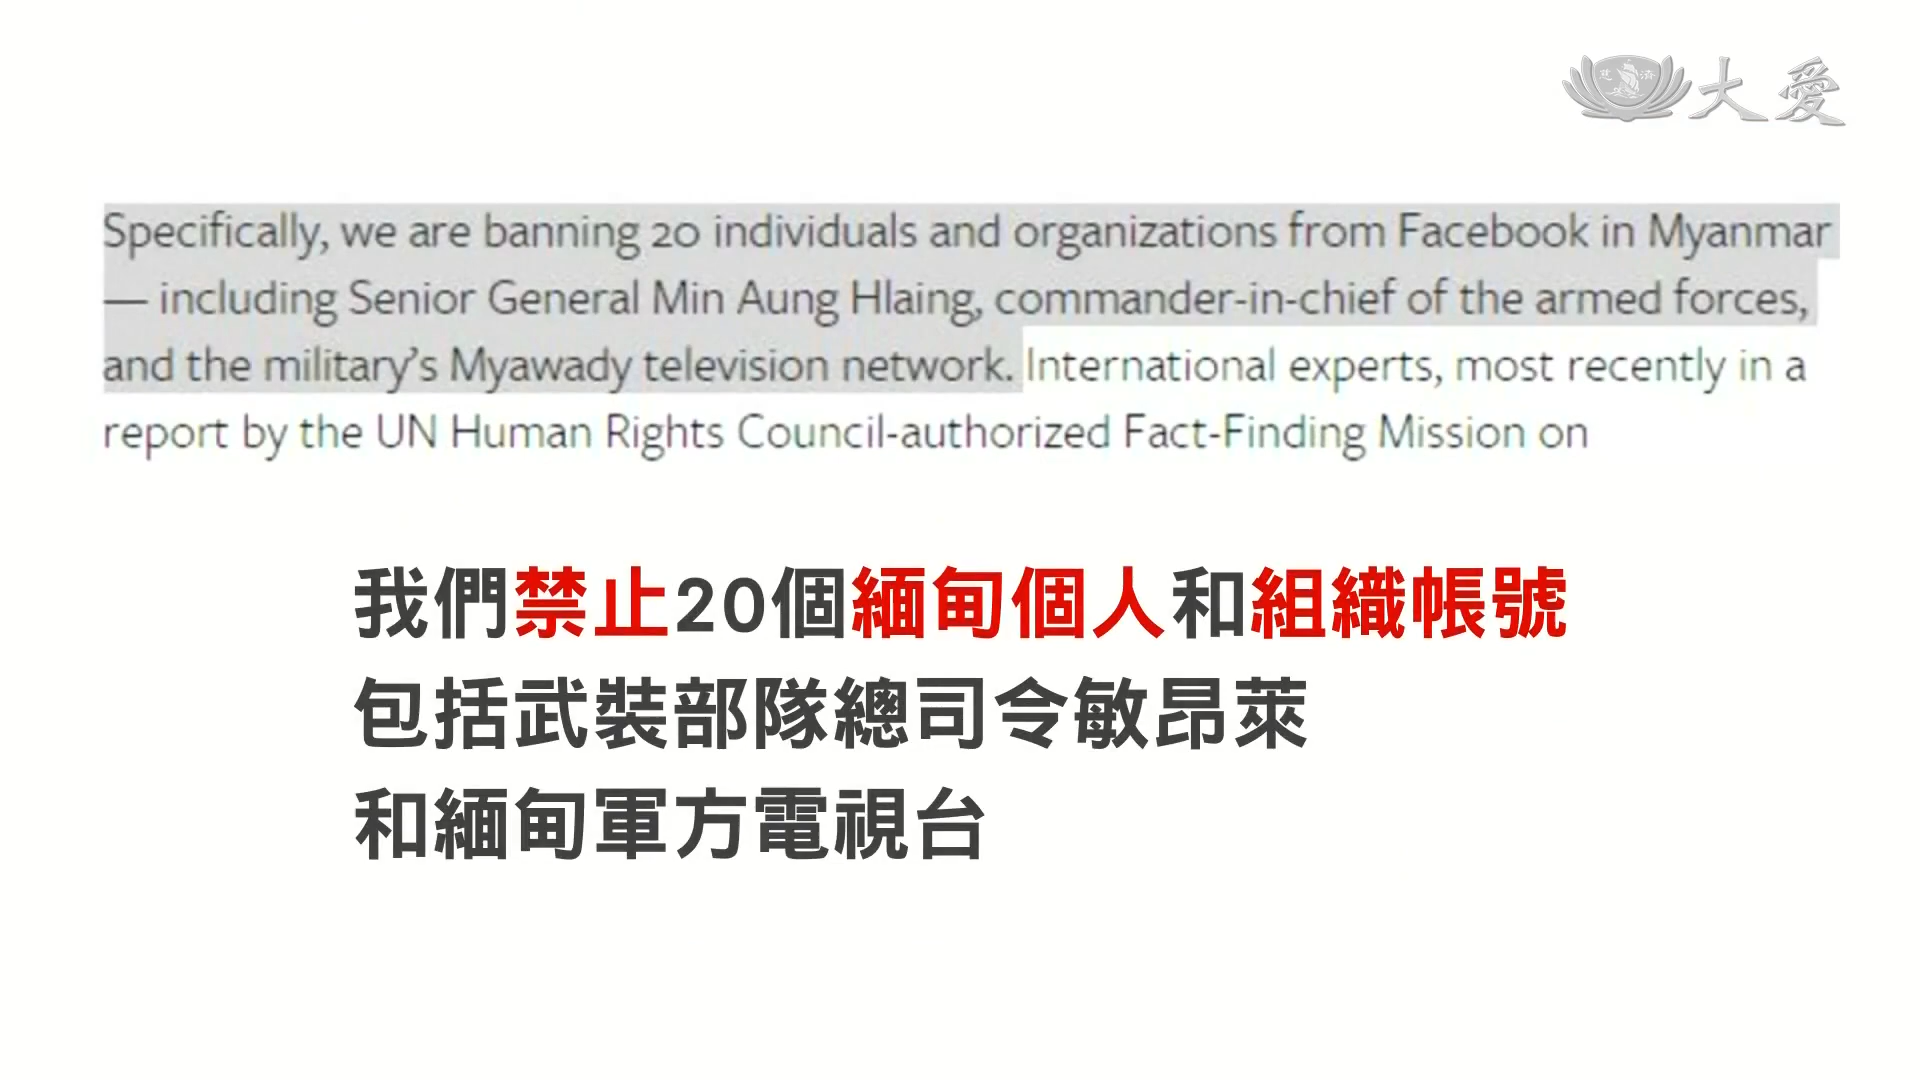 慈濟 大愛
Specifically, we are banning 20 individuals and organizations from Facebook in Myanmar
— including Senior General Min Aung Hlaing, commander-in-chief of the armed forces,
and the military’s Myawady television network. International experts, most recently in a
report by the UN Human Rights Council-authorized Fact-Finding Mission on
我們禁止20個緬甸個人和組織帳號
包括武裝部隊總司令敏昂萊
和緬甸軍方電視台